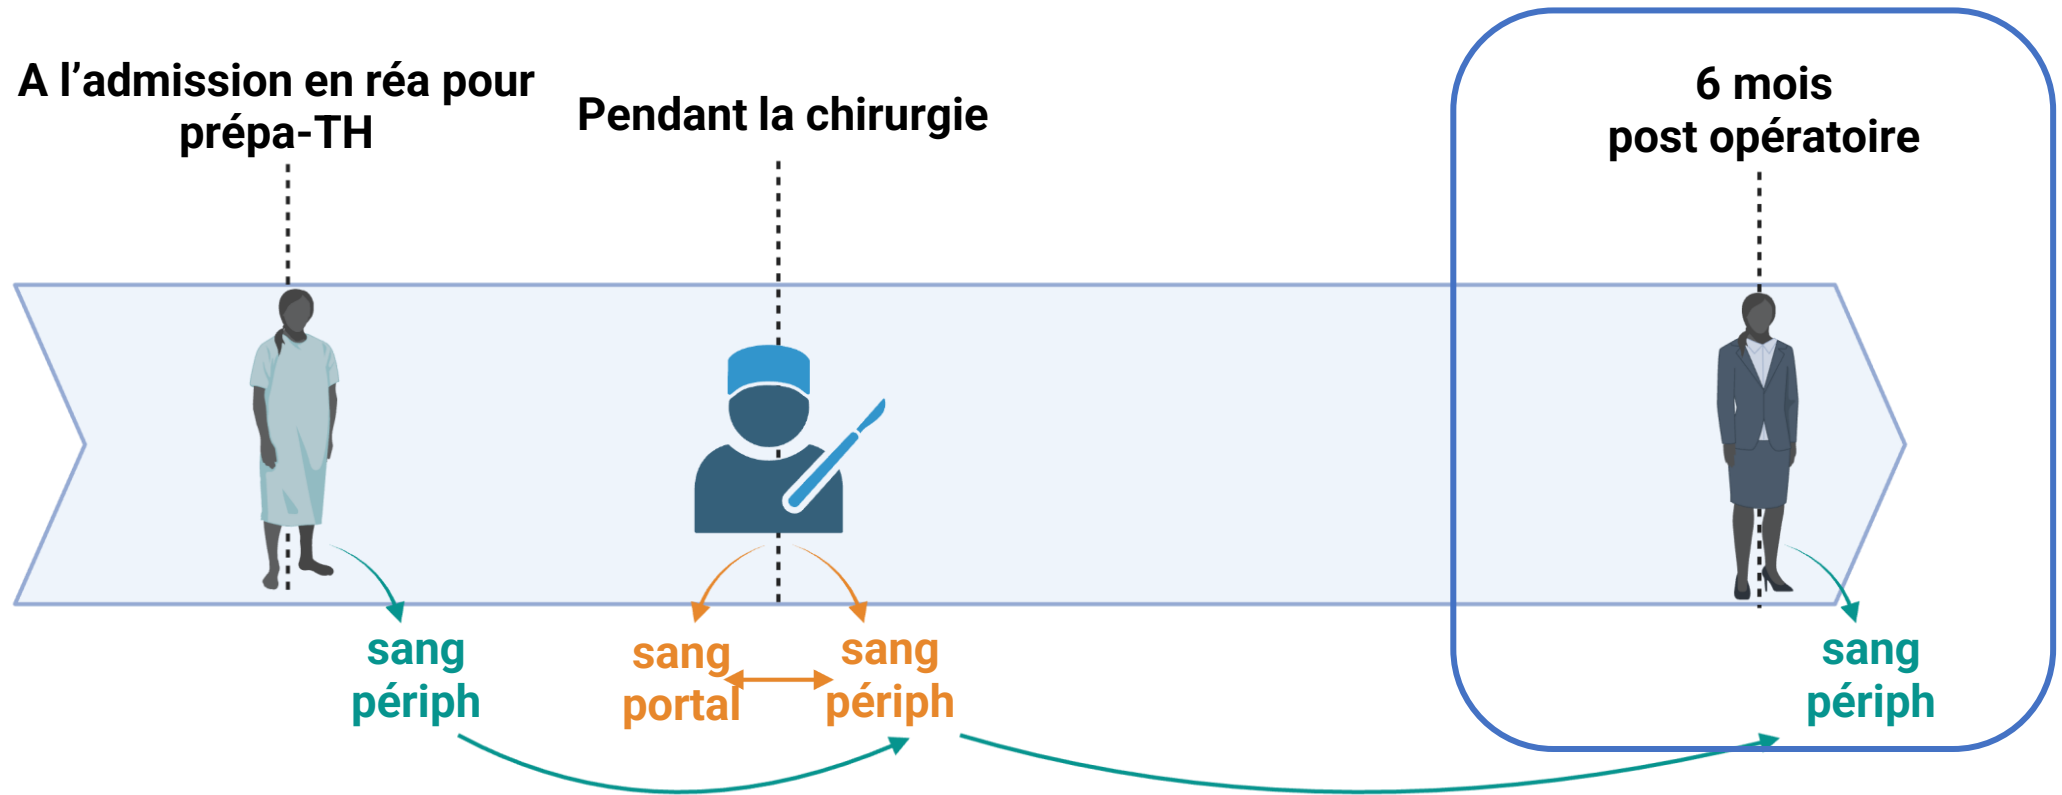 A l’admission en réa pour
prépa-TH
Pendant la chirurgie
6 mois
post opératoire
sang
périph
sang
portal
sang
périph
sang
périph